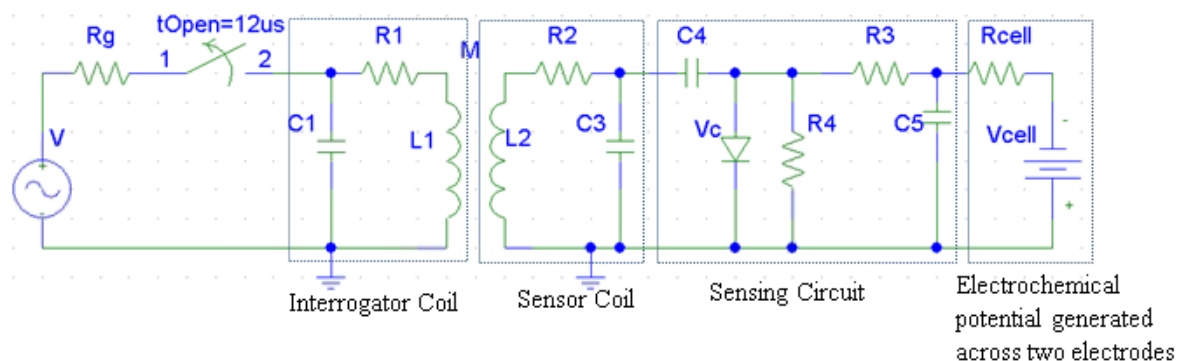 tOpen=12us
Rg
1
2
R1
M
R2
C4
R3
Rcell
V
C1
L1
L2
C3
Vc
R4
C5
-
Vcell
+
Interrogator Coil
Sensor Coil
Sensing Circuit
Electrochemical
potential generated
across two electrodes